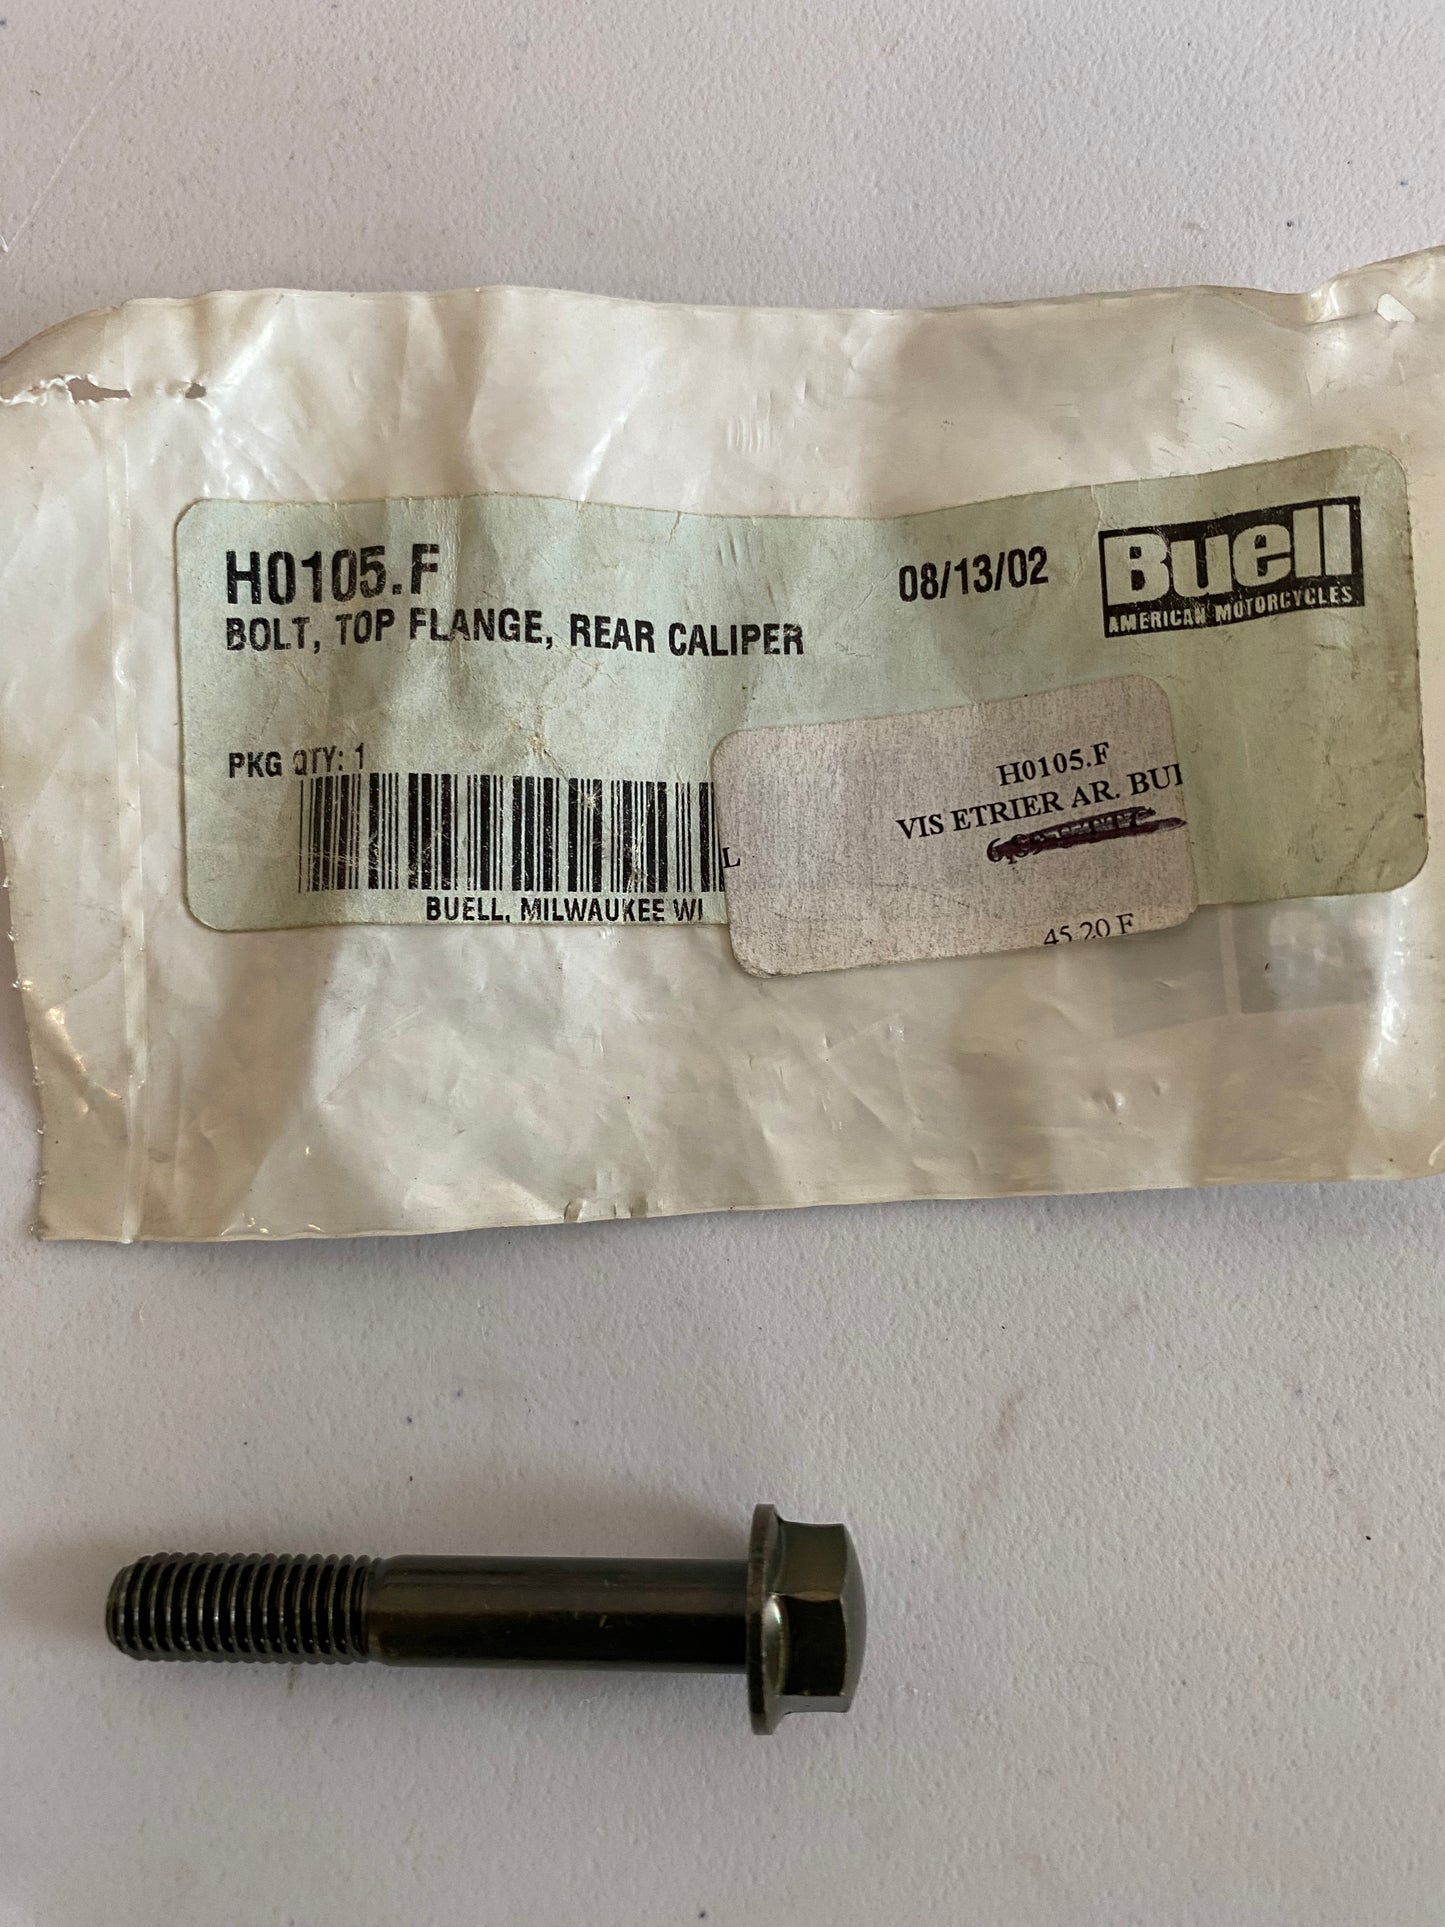 H0105.F
08/13/02
Buell
AMERICAN MOTORCYCLES
BOLT, TOP FLANGE, REAR CALIPER
PKG QTY: 1
BUELL, MILWAUKEE WI
H0105.F
VIS ETRIER AR.
L
45,20 F